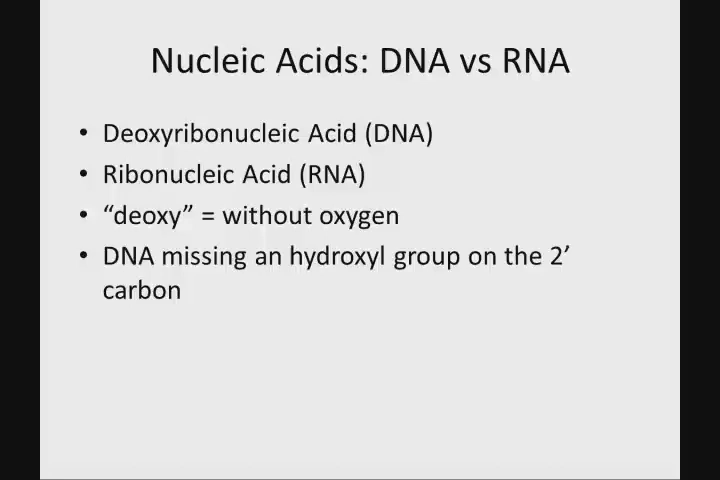 Nucleic Acids: DNA vs RNA
• Deoxyribonucleic Acid (DNA)
• Ribonucleic Acid (RNA)
• “deoxy” = without oxygen
• DNA missing an hydroxyl group on the 2’
carbon